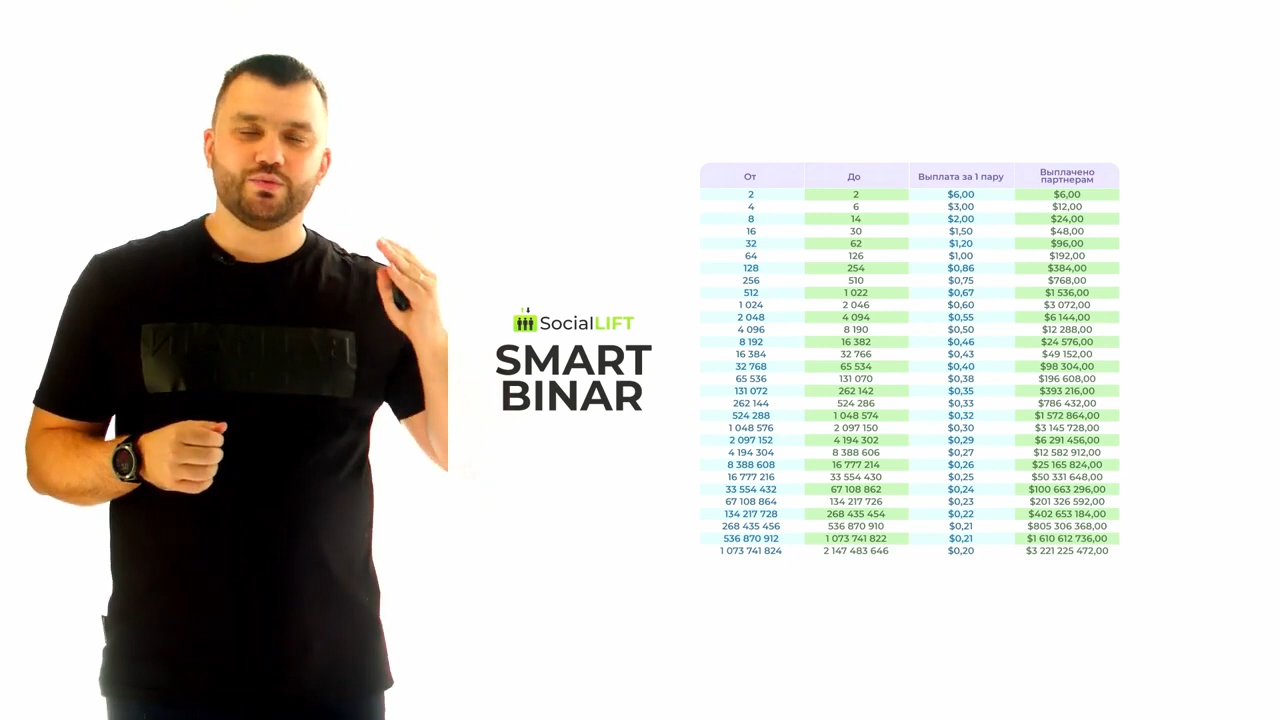 SocialLIFT
SMART
BINAR
От До Выплата за 1 пару Выплачено партнерам
2 2 $6,00 $6,00
4 6 $3,00 $12,00
8 14 $2,00 $24,00
16 30 $1,50 $48,00
32 62 $1,20 $96,00
64 126 $1,00 $192,00
128 254 $0,86 $384,00
256 510 $0,75 $768,00
512 1 022 $0,67 $1 536,00
1 024 2 046 $0,60 $3 072,00
2 048 4 094 $0,55 $6 144,00
4 096 8 190 $0,50 $12 288,00
8 192 16 382 $0,46 $24 576,00
16 384 32 766 $0,43 $49 152,00
32 768 65 534 $0,40 $98 304,00
65 536 131 070 $0,38 $196 608,00
131 072 262 142 $0,35 $393 216,00
262 144 524 286 $0,33 $786 432,00
524 288 1 048 574 $0,32 $1 572 864,00
1 048 576 2 097 150 $0,30 $3 145 728,00
2 097 152 4 194 302 $0,29 $6 291 456,00
4 194 304 8 388 606 $0,27 $12 582 912,00
8 388 608 16 777 214 $0,26 $25 165 824,00
16 777 216 33 554 430 $0,25 $50 331 648,00
33 554 432 67 108 862 $0,24 $100 663 296,00
67 108 864 134 217 726 $0,23 $201 326 592,00
134 217 728 268 435 454 $0,22 $402 653 184,00
268 435 456 536 870 910 $0,21 $805 306 368,00
536 870 912 1 073 741 822 $0,21 $1 610 612 736,00
1 073 741 824 2 147 483 646 $0,20 $3 221 225 472,00